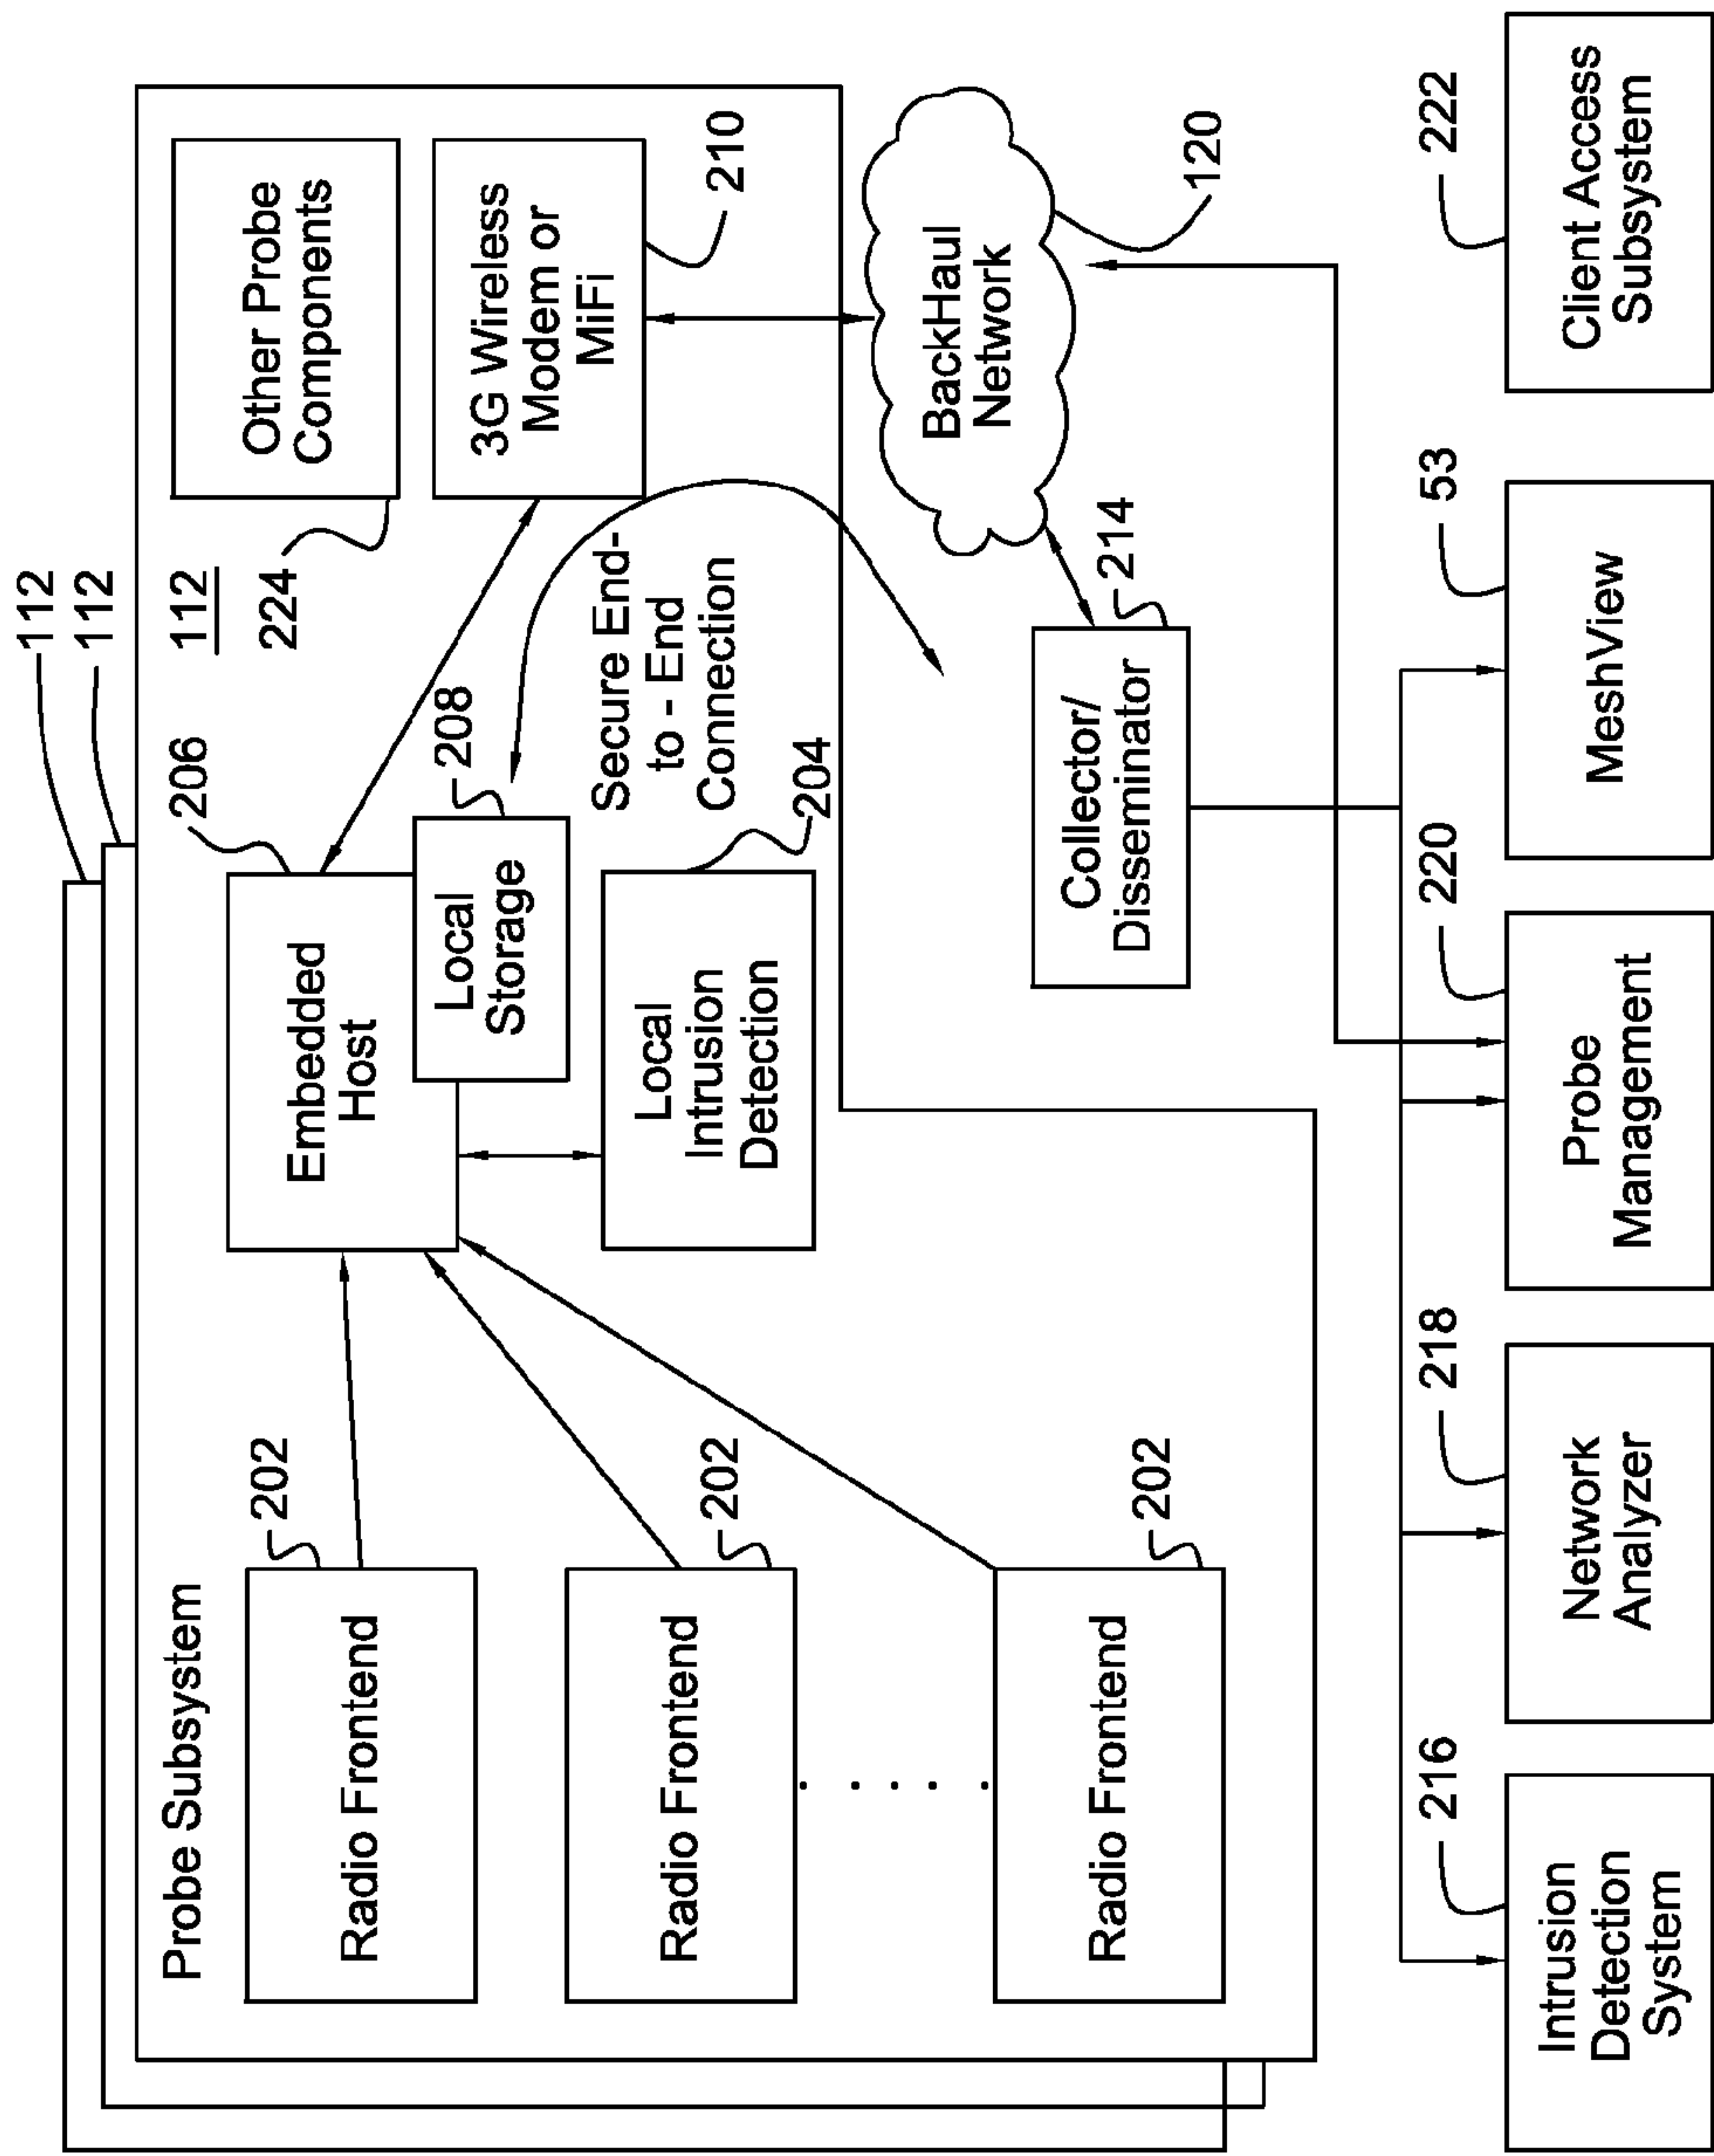 112
112
Probe Subsystem
112
Radio Frontend
202
Radio Frontend
202
. . . . .
Radio Frontend
202
Embedded
Host
206
Local
Storage
208
Local
Intrusion
Detection
204
Secure End-
to - End
Connection
Other Probe
Components
224
3G Wireless
Modem or
MiFi
210
BackHaul
Network
120
Collector/
Disseminator
214
Intrusion
Detection
System
216
Network
Analyzer
218
Probe
Management
220
MeshView
53
Client Access
Subsystem
222